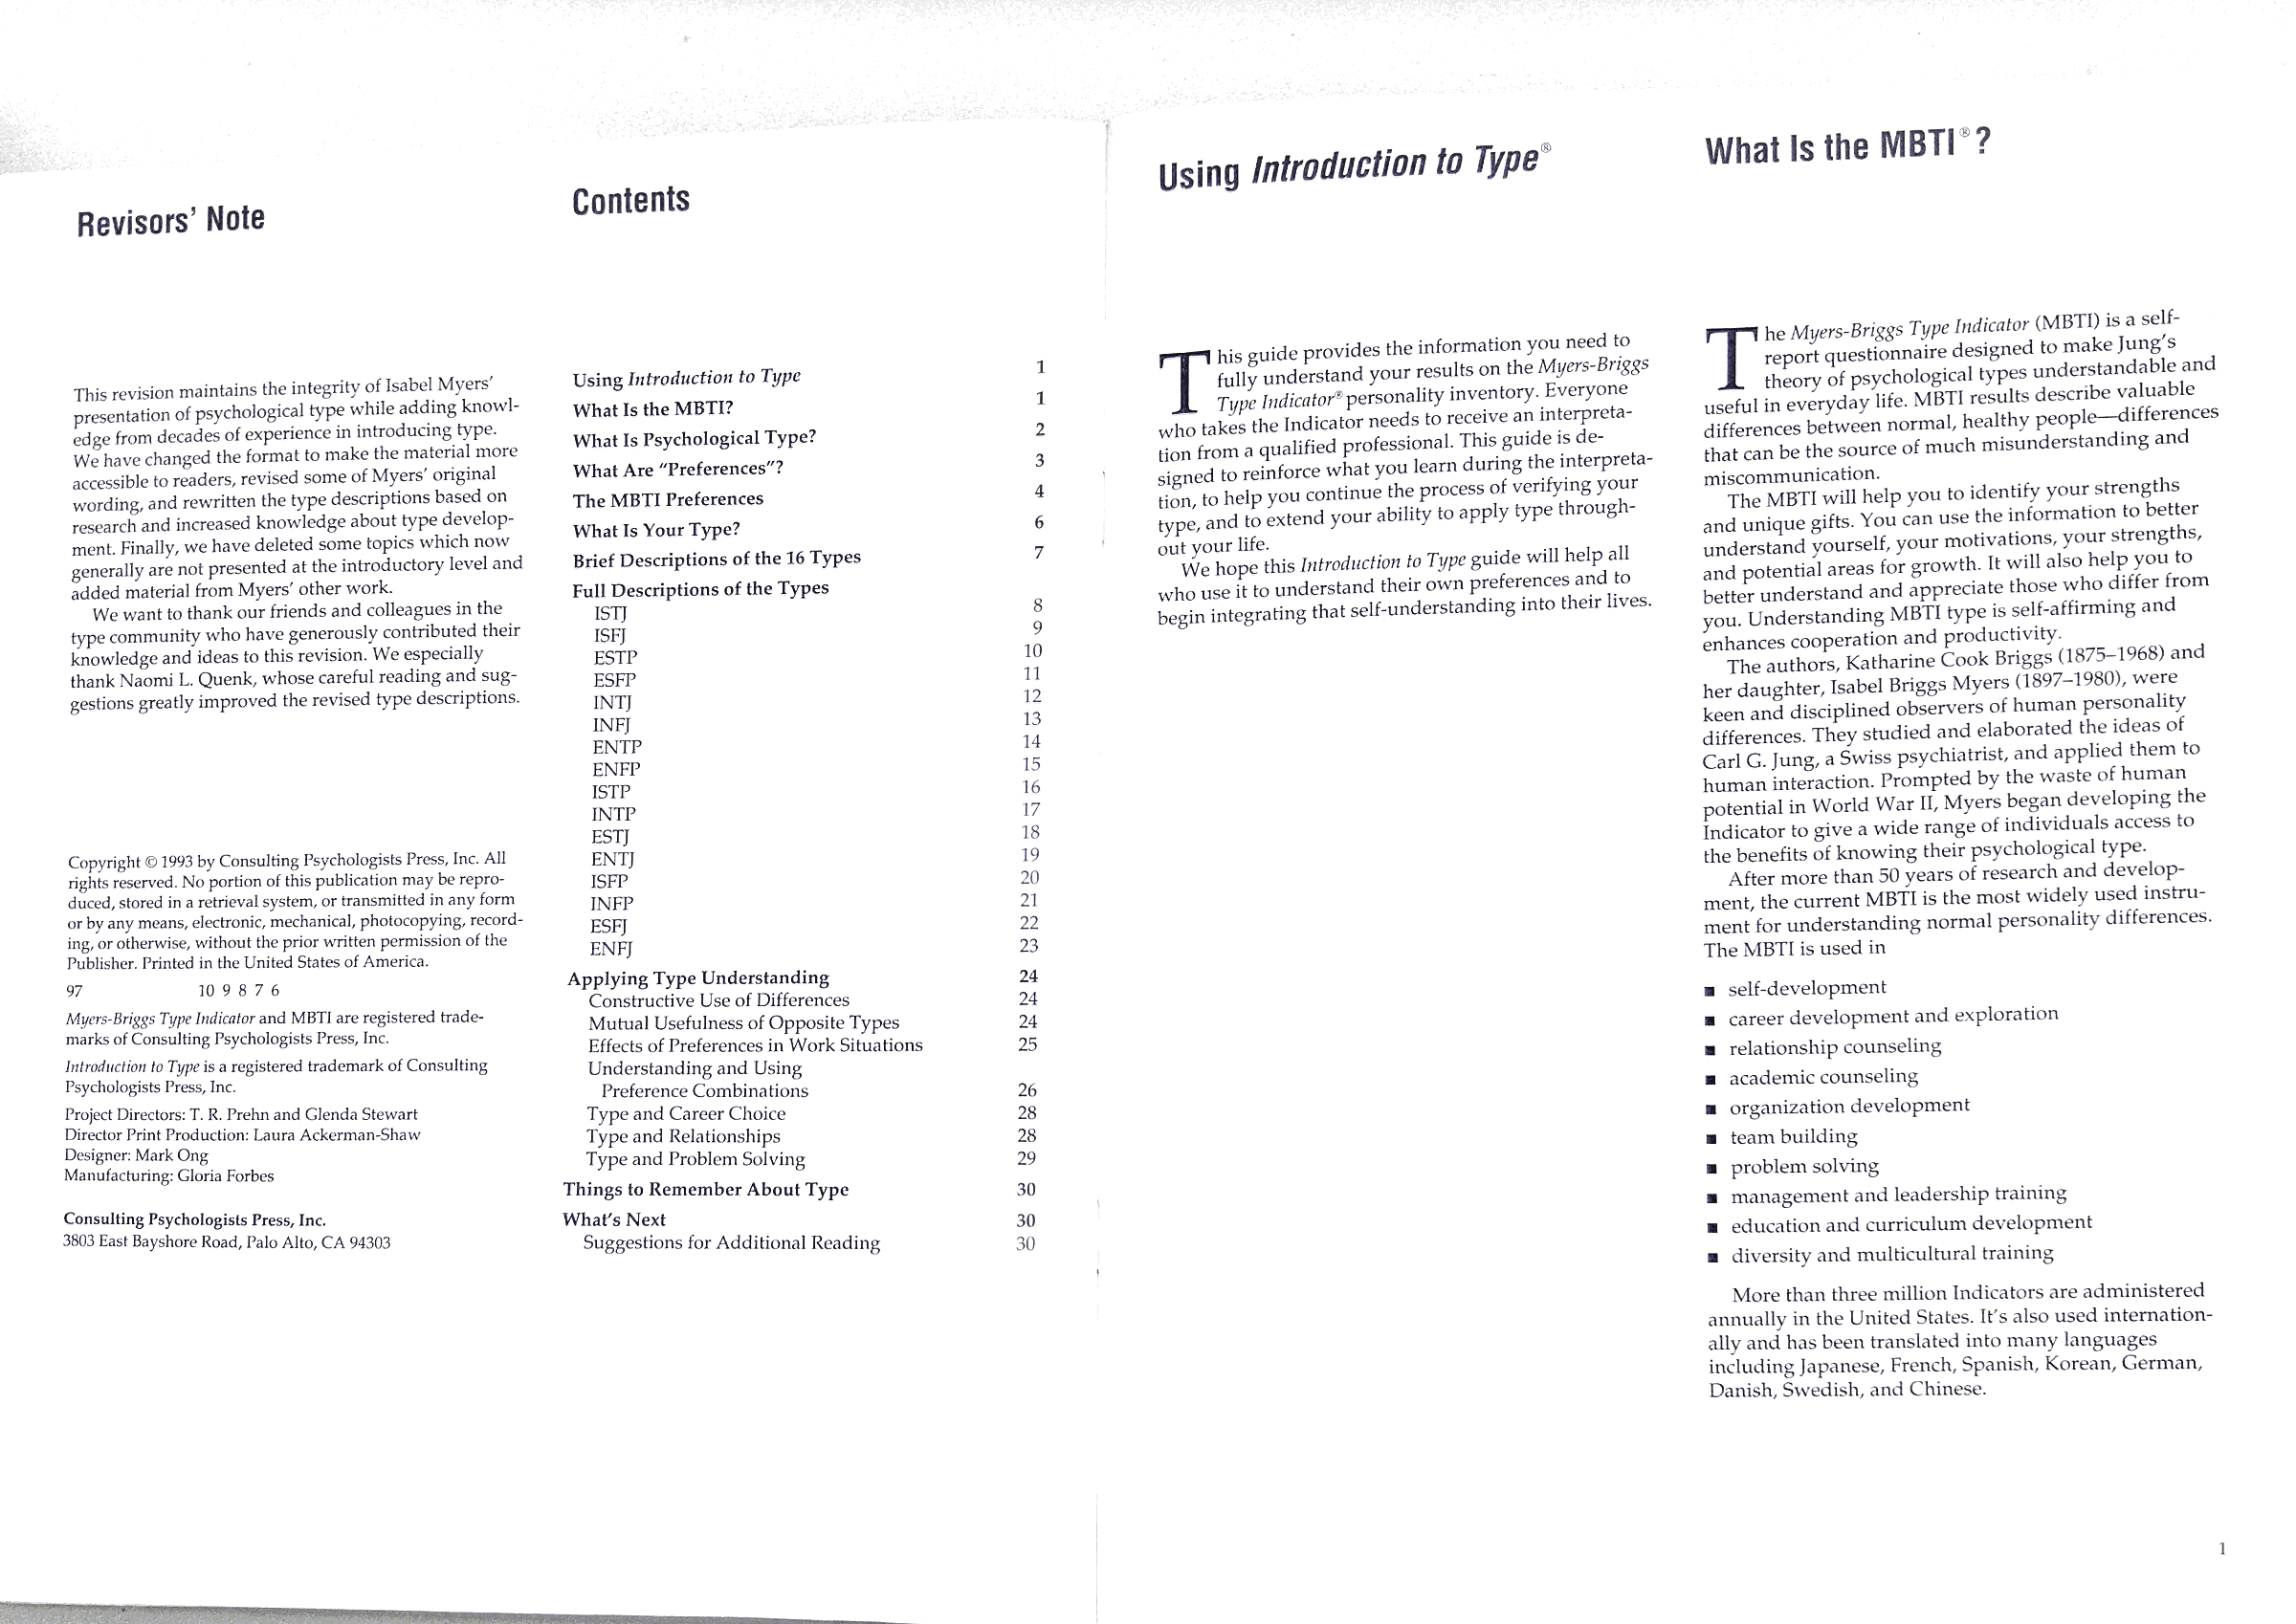 Revisors' Note
This revision maintains the integrity of Isabel Myers'
presentation of psychological type while adding knowl-
edge from decades of experience in introducing type.
We have changed the format to make the material more
accessible to readers, revised some of Myers' original
wording, and rewritten the type descriptions based on
research and increased knowledge about type develop-
ment. Finally, we have deleted some topics which now
generally are not presented at the introductory level and
added material from Myers' other work.
We want to thank our friends and colleagues in the
type community who have generously contributed their
knowledge and ideas to this revision. We especially
thank Naomi L. Quenk, whose careful reading and sug-
gestions greatly improved the revised type descriptions.
Copyright © 1993 by Consulting Psychologists Press, Inc. All
rights reserved. No portion of this publication may be repro-
duced, stored in a retrieval system, or transmitted in any form
or by any means, electronic, mechanical, photocopying, record-
ing, or otherwise, without the prior written permission of the
Publisher. Printed in the United States of America.
97 10 9 8 7 6
Myers-Briggs Type Indicator and MBTI are registered trade-
marks of Consulting Psychologists Press, Inc.
Introduction to Type is a registered trademark of Consulting
Psychologists Press, Inc.
Project Directors: T. R. Prehn and Glenda Stewart
Director Print Production: Laura Ackerman-Shaw
Designer: Mark Ong
Manufacturing: Gloria Forbes
Consulting Psychologists Press, Inc.
3803 East Bayshore Road, Palo Alto, CA 94303
Contents
Using Introduction to Type 1
What Is the MBTI? 1
What Is Psychological Type? 2
What Are "Preferences"? 3
The MBTI Preferences 4
What Is Your Type? 6
Brief Descriptions of the 16 Types 7
Full Descriptions of the Types
ISTJ 8
ISFJ 9
ESTP 10
ESFP 11
INTJ 12
INFJ 13
ENTP 14
ENFP 15
ISTP 16
INTP 17
ESTJ 18
ENTJ 19
ISFP 20
INFP 21
ESFJ 22
ENFJ 23
Applying Type Understanding 24
Constructive Use of Differences 24
Mutual Usefulness of Opposite Types 24
Effects of Preferences in Work Situations 25
Understanding and Using
Preference Combinations 26
Type and Career Choice 28
Type and Relationships 28
Type and Problem Solving 29
Things to Remember About Type 30
What's Next 30
Suggestions for Additional Reading 30
Using Introduction to Type®
This guide provides the information you need to
fully understand your results on the Myers-Briggs
Type Indicator® personality inventory. Everyone
who takes the Indicator needs to receive an interpreta-
tion from a qualified professional. This guide is de-
signed to reinforce what you learn during the interpreta-
tion, to help you continue the process of verifying your
type, and to extend your ability to apply type through-
out your life.
We hope this Introduction to Type guide will help all
who use it to understand their own preferences and to
begin integrating that self-understanding into their lives.
What Is the MBTI®?
The Myers-Briggs Type Indicator (MBTI) is a self-
report questionnaire designed to make Jung's
theory of psychological types understandable and
useful in everyday life. MBTI results describe valuable
differences between normal, healthy people—differences
that can be the source of much misunderstanding and
miscommunication.
The MBTI will help you to identify your strengths
and unique gifts. You can use the information to better
understand yourself, your motivations, your strengths,
and potential areas for growth. It will also help you to
better understand and appreciate those who differ from
you. Understanding MBTI type is self-affirming and
enhances cooperation and productivity.
The authors, Katharine Cook Briggs (1875–1968) and
her daughter, Isabel Briggs Myers (1897–1980), were
keen and disciplined observers of human personality
differences. They studied and elaborated the ideas of
Carl G. Jung, a Swiss psychiatrist, and applied them to
human interaction. Prompted by the waste of human
potential in World War II, Myers began developing the
Indicator to give a wide range of individuals access to
the benefits of knowing their psychological type.
After more than 50 years of research and develop-
ment, the current MBTI is the most widely used instru-
ment for understanding normal personality differences.
The MBTI is used in
■ self-development
■ career development and exploration
■ relationship counseling
■ academic counseling
■ organization development
■ team building
■ problem solving
■ management and leadership training
■ education and curriculum development
■ diversity and multicultural training
More than three million Indicators are administered
annually in the United States. It's also used internation-
ally and has been translated into many languages
including Japanese, French, Spanish, Korean, German,
Danish, Swedish, and Chinese.
1